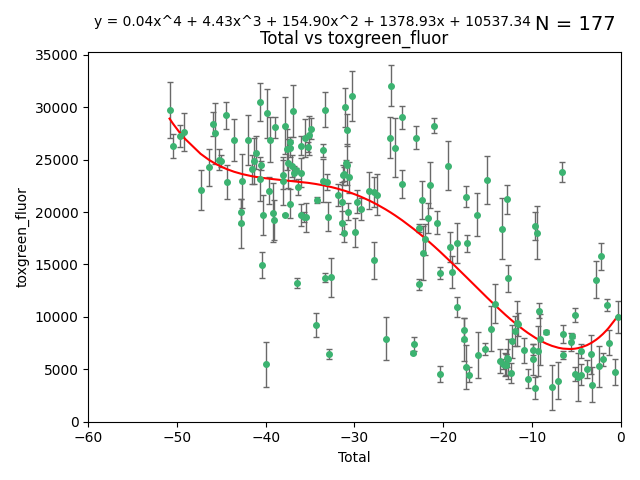 y = 0.04x^4 + 4.43x^3 + 154.90x^2 + 1378.93x + 10537.34 N = 177
Total vs toxgreen_fluor
35000
30000
25000
20000
15000
10000
5000
0
toxgreen_fluor
−60 −50 −40 −30 −20 −10 0
Total